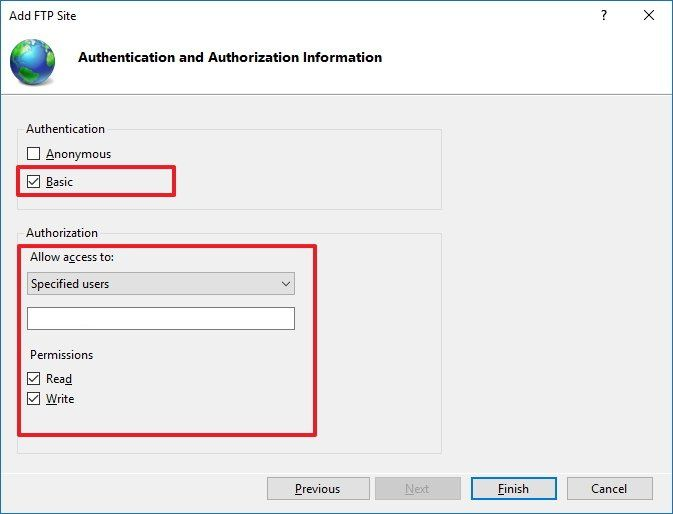 Add FTP Site
?
Authentication and Authorization Information
Authentication
Anonymous
Basic
Authorization
Allow access to:
Specified users
Permissions
Read
Write
Previous
Next
Finish
Cancel